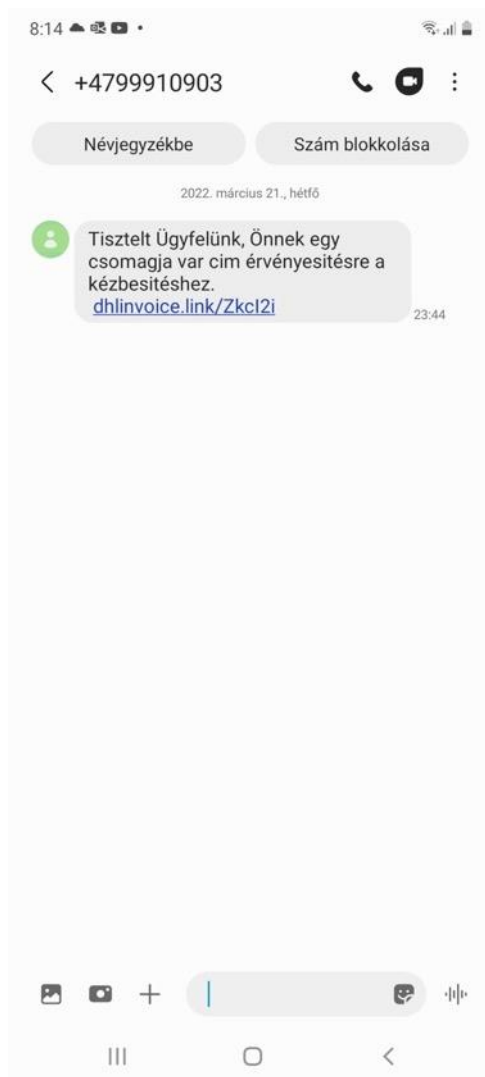 8:14
+4799910903
Névjegyzékbe
Szám blokkolása
2022. március 21., hétfő
Tisztelt Ügyfelünk, Önnek egy
csomagja var cim érvényesitésre a
kézbesitéshez.
dhlinvoice.link/ZkcI2i
23:44